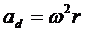 a_d = ω²r